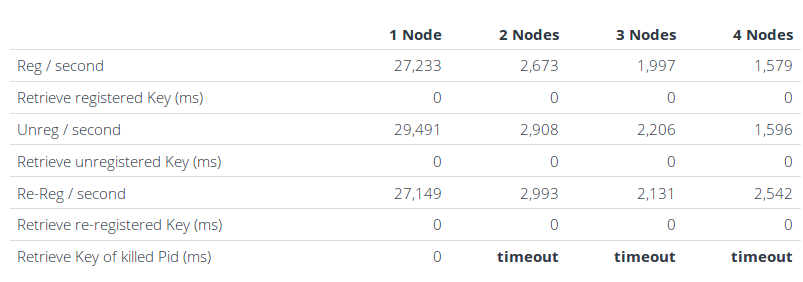 1 Node 2 Nodes 3 Nodes 4 Nodes
Reg / second 27,233 2,673 1,997 1,579
Retrieve registered Key (ms) 0 0 0 0
Unreg / second 29,491 2,908 2,206 1,596
Retrieve unregistered Key (ms) 0 0 0 0
Re-Reg / second 27,149 2,993 2,131 2,542
Retrieve re-registered Key (ms) 0 0 0 0
Retrieve Key of killed Pid (ms) 0 timeout timeout timeout